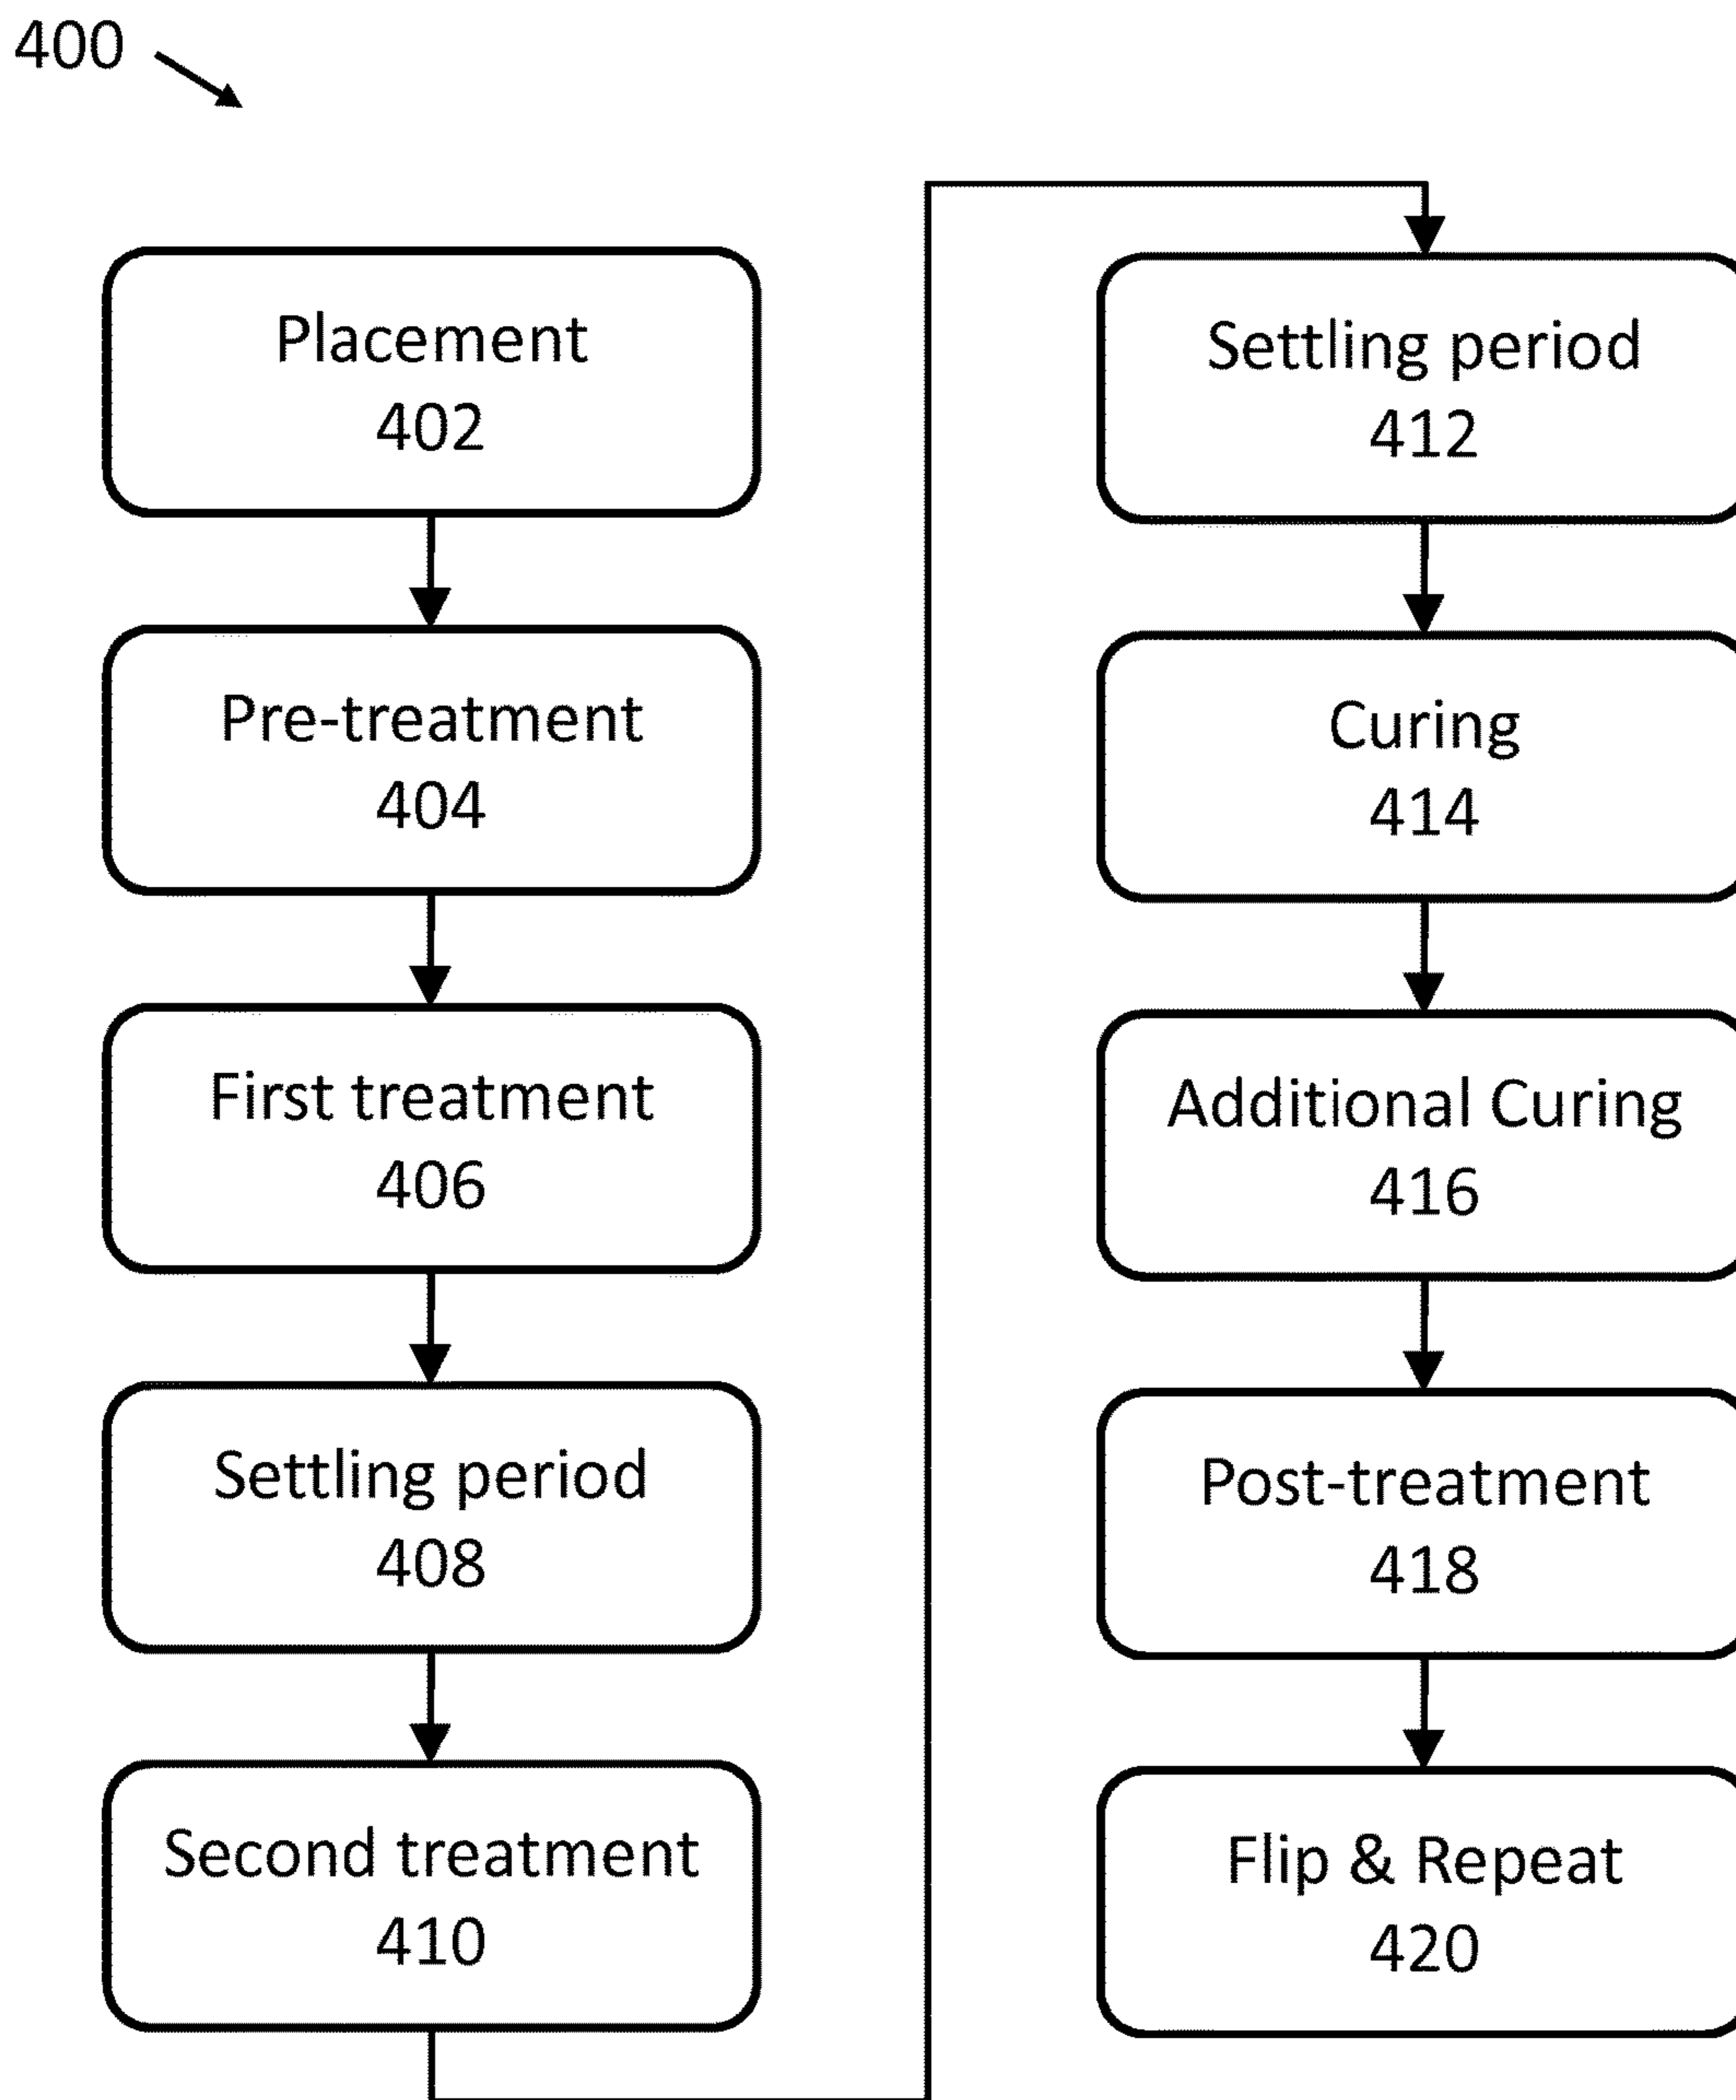 400
Placement
402
Pre-treatment
404
First treatment
406
Settling period
408
Second treatment
410
Settling period
412
Curing
414
Additional Curing
416
Post-treatment
418
Flip & Repeat
420